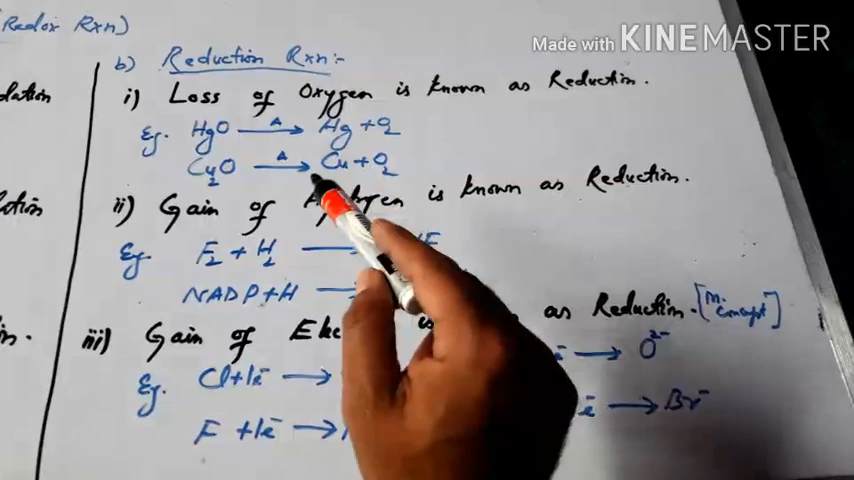 Redox Rxn)
Made with KINEMASTER
b) Reduction Rxn:-
i) Loss of Oxygen is known as Reduction.
Eg. HgO —Δ→ Hg + O₂
Cu₂O —Δ→ Cu + O₂
ii) Gain of is known as Reduction.
Eg. F₂ + H₂ →
NADP + H →
iii) Gain of as Reduction. [M. Concept]
→ O²⁻
Eg. Cl + 1e⁻ →
→ Br⁻
F + 1e⁻ →